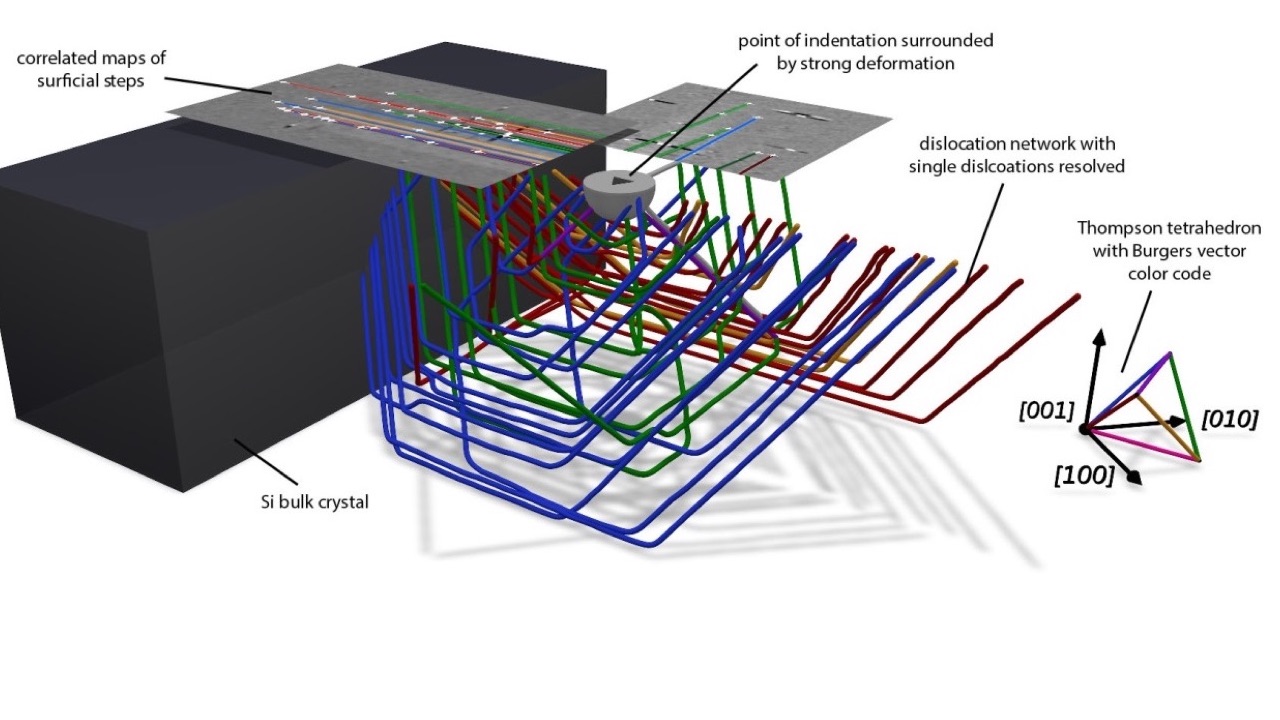 correlated maps of
surficial steps
point of indentation surrounded
by strong deformation
dislocation network with
single dislcoations resolved
Thompson tetrahedron
with Burgers vector
color code
[001]
[010]
[100]
Si bulk crystal